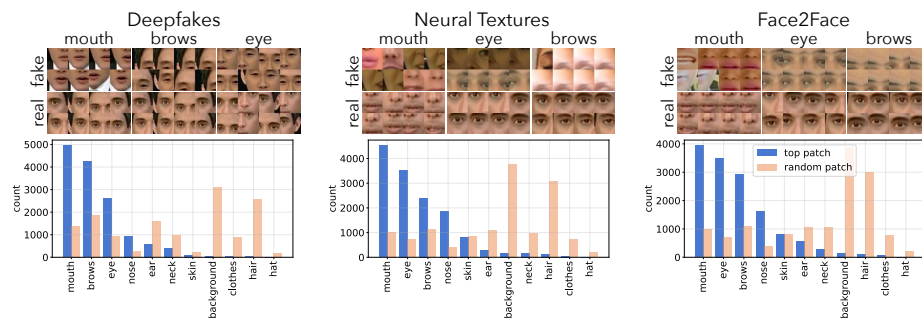 Deepfakes
mouth brows eye
fake
real
5000
4000
3000
2000
1000
0
count
mouth
brows
eye
nose
ear
neck
skin
background
clothes
hair
hat
Neural Textures
mouth eye brows
fake
real
4000
3000
2000
1000
0
count
mouth
eye
brows
nose
skin
ear
background
neck
hair
clothes
hat
Face2Face
mouth eye brows
fake
real
4000
3000
2000
1000
0
count
top patch
random patch
mouth
eye
brows
nose
skin
ear
neck
background
hair
clothes
hat